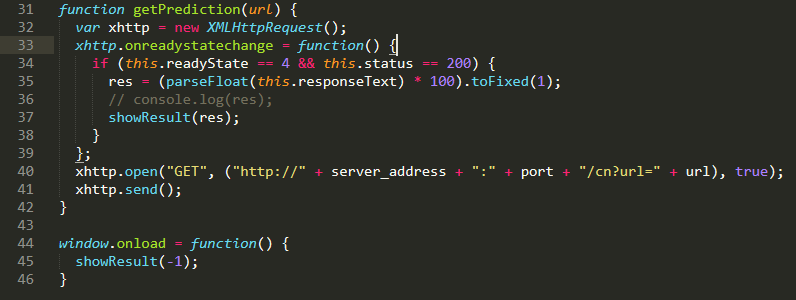 31 function getPrediction(url) {
32 var xhttp = new XMLHttpRequest();
33 xhttp.onreadystatechange = function() {
34 if (this.readyState == 4 && this.status == 200) {
35 res = (parseFloat(this.responseText) * 100).toFixed(1);
36 // console.log(res);
37 showResult(res);
38 }
39 };
40 xhttp.open("GET", ("http://" + server_address + ":" + port + "/cn?url=" + url), true);
41 xhttp.send();
42 }
43
44 window.onload = function() {
45 showResult(-1);
46 }